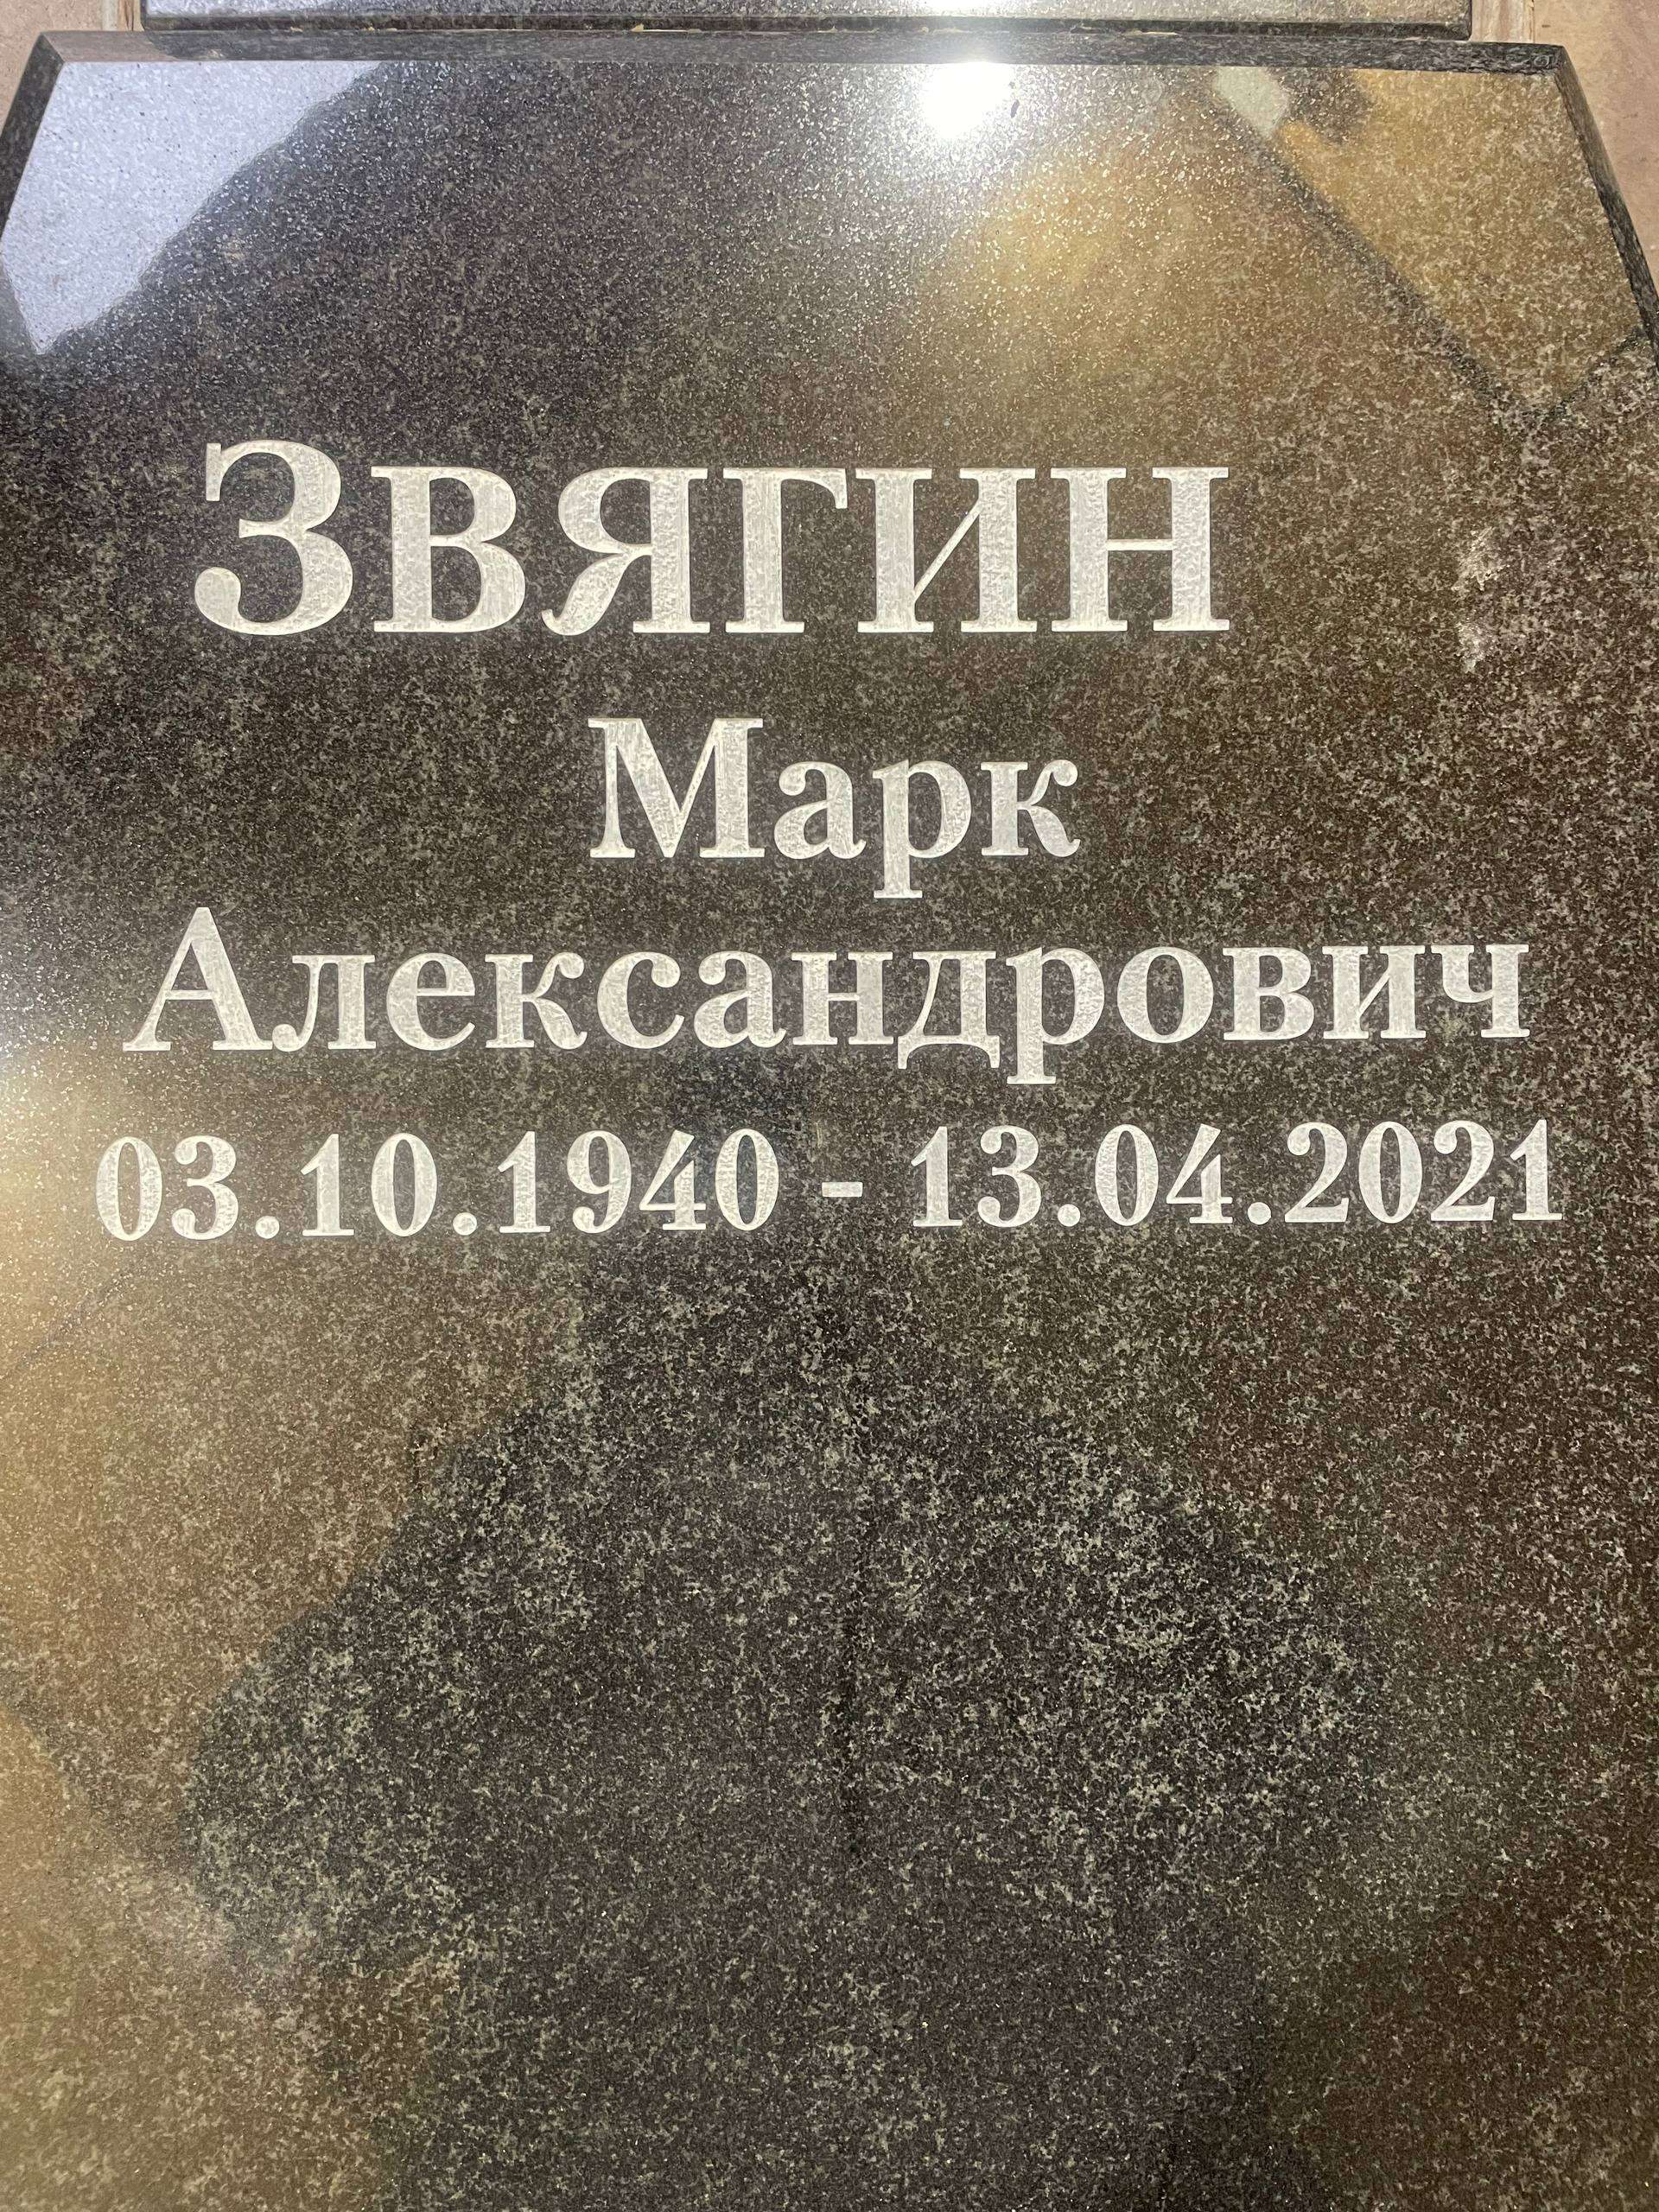 ЗВЯГИН
Марк
Александрович
03.10.1940 - 13.04.2021